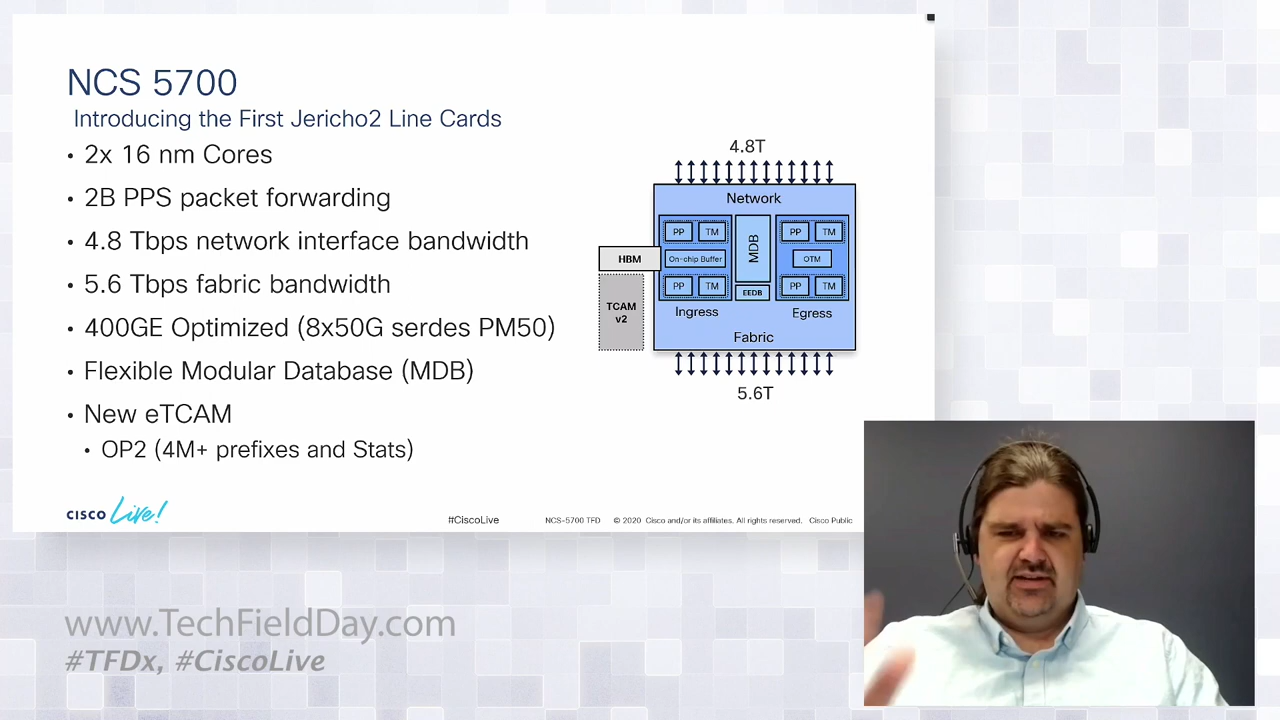 NCS 5700
Introducing the First Jericho2 Line Cards
• 2x 16 nm Cores
• 2B PPS packet forwarding
• 4.8 Tbps network interface bandwidth
• 5.6 Tbps fabric bandwidth
• 400GE Optimized (8x50G serdes PM50)
• Flexible Modular Database (MDB)
• New eTCAM
• OP2 (4M+ prefixes and Stats)
4.8T
Network
PP TM
MDB
PP TM
HBM
On-chip Buffer
OTM
PP TM
EEDB
PP TM
TCAM
v2
Ingress
Egress
Fabric
5.6T
CISCO Live!
#CiscoLive
NCS-5700 TFD
© 2020 Cisco and/or its affiliates. All rights reserved. Cisco Public
www.TechFieldDay.com
#TFDx, #CiscoLive